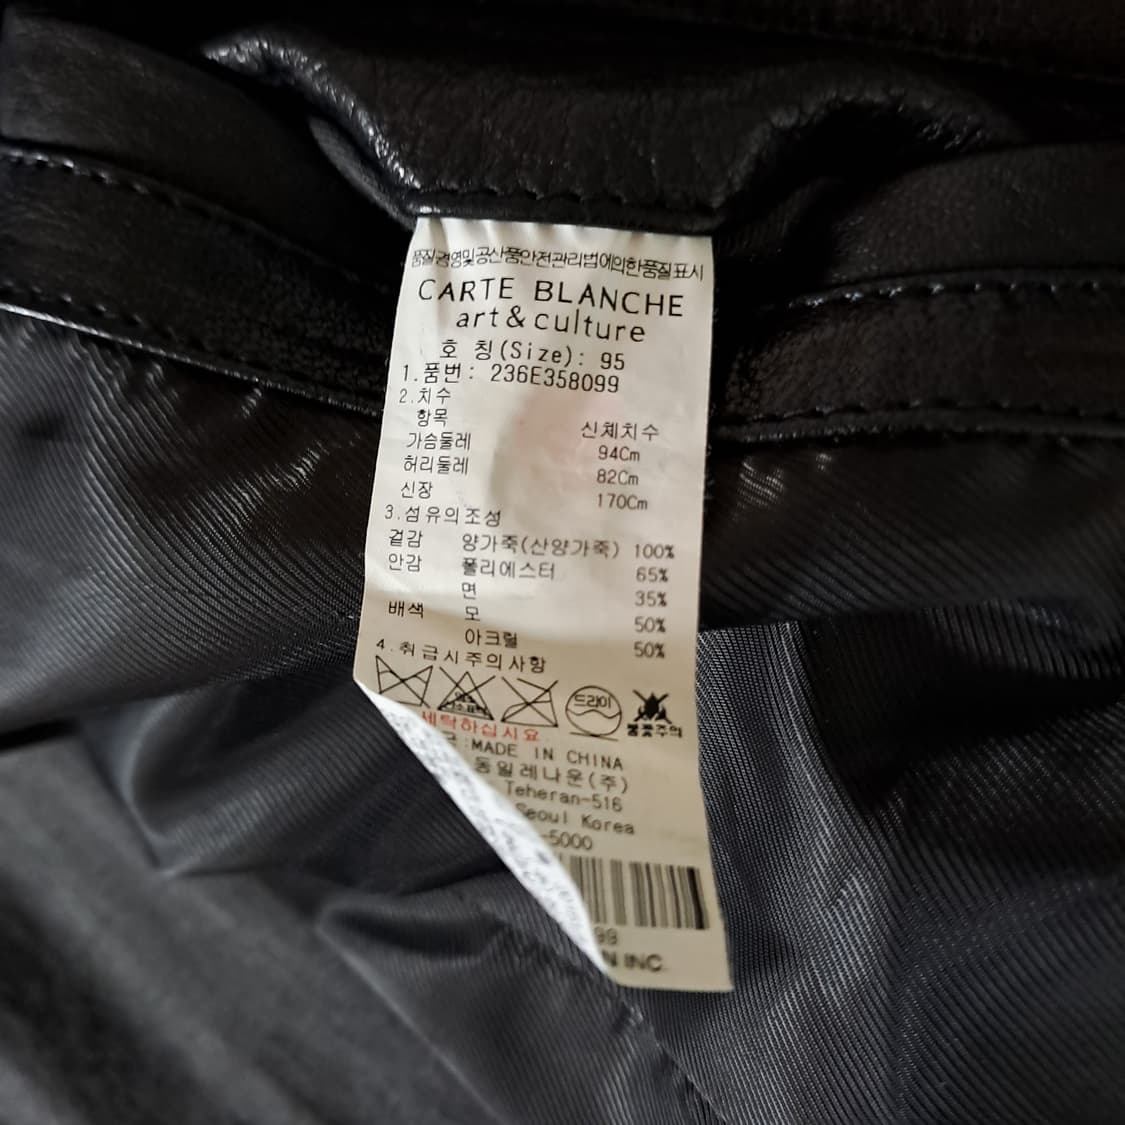 품질경영및공산품안전관리법에의한품질표시
CARTE BLANCHE
art&culture
호 칭(Size): 95
1.품번: 236E358099
2.치수
항목 신체치수
가슴둘레 94Cm
허리둘레 82Cm
신장 170Cm
3.섬유의조성
겉감 양가죽(산양가죽) 100%
안감 폴리에스터 65%
면 35%
배색 모 50%
아크릴 50%
4.취급시주의사항
드라이
불꽃주의
세탁하십시요.
:MADE IN CHINA
동일레나운(주)
Teheran-516
Seoul Korea
-5000
99
N INC.